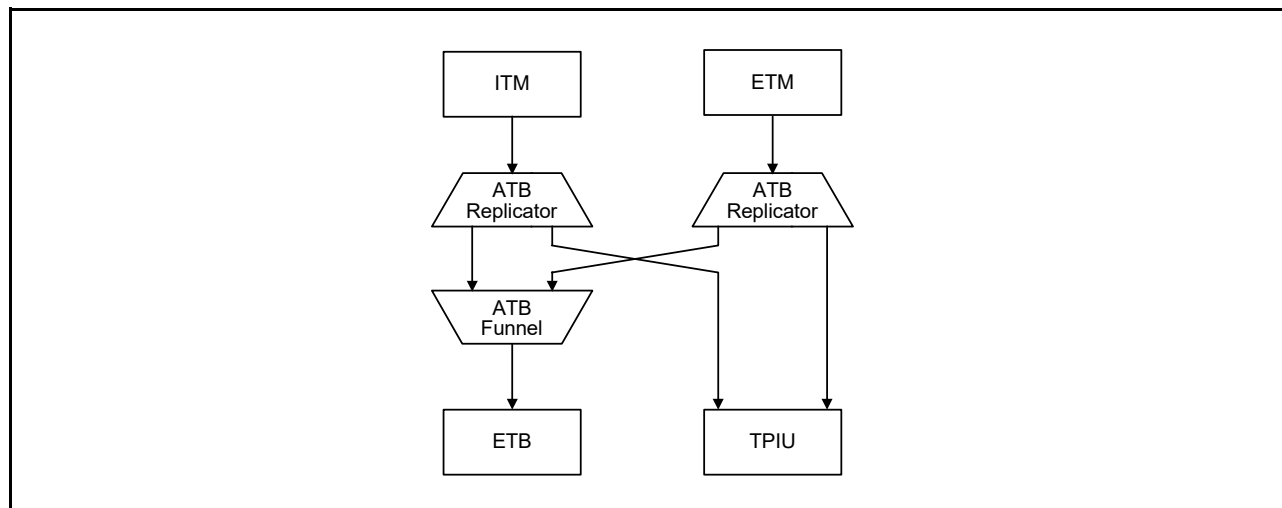 ITM
ETM
ATB
Replicator
ATB
Replicator
ATB
Funnel
ETB
TPIU